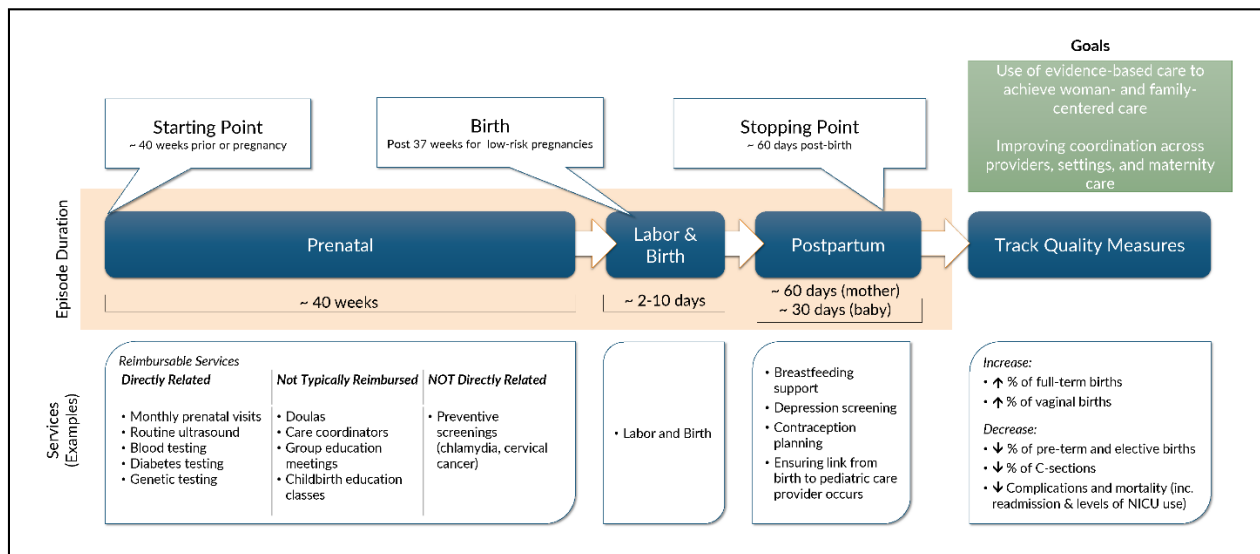 Goals
Use of evidence-based care to
achieve woman- and family-
centered care
Improving coordination across
providers, settings, and maternity
care
Starting Point
~ 40 weeks prior or pregnancy
Birth
Post 37 weeks for low-risk pregnancies
Stopping Point
~ 60 days post-birth
Episode Duration
Prenatal
Labor &
Birth
Postpartum
Track Quality Measures
~ 40 weeks
~ 2-10 days
~ 60 days (mother)
~ 30 days (baby)
Services
(Examples)
Reimbursable Services
Directly Related
• Monthly prenatal visits
• Routine ultrasound
• Blood testing
• Diabetes testing
• Genetic testing
Not Typically Reimbursed
• Doulas
• Care coordinators
• Group education
meetings
• Childbirth education
classes
NOT Directly Related
• Preventive
screenings
(chlamydia, cervical
cancer)
• Labor and Birth
• Breastfeeding
support
• Depression screening
• Contraception
planning
• Ensuring link from
birth to pediatric care
provider occurs
Increase:
• ↑ % of full-term births
• ↑ % of vaginal births
Decrease:
• ↓ % of pre-term and elective births
• ↓ % of C-sections
• ↓ Complications and mortality (inc.
readmission & levels of NICU use)